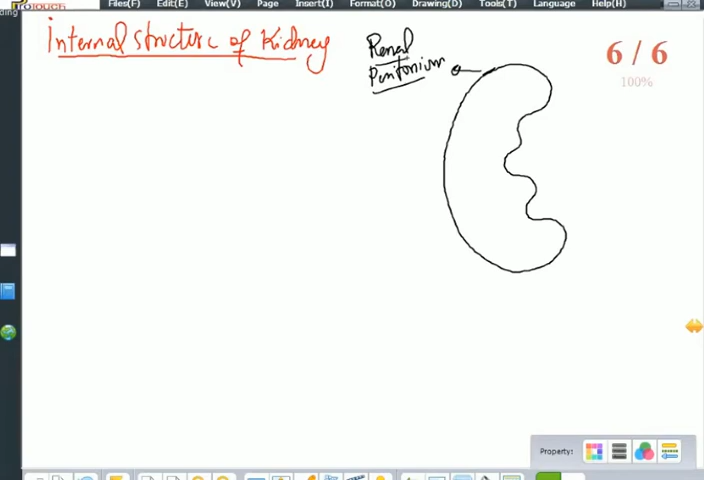 Protouch
Files(F) Edit(E) View(V) Page Insert(I) Format(O) Drawing(D) Tools(T) Language Help(H)
Internal structure of Kidney
Renal
Peritonium
6 / 6
100%
Property: